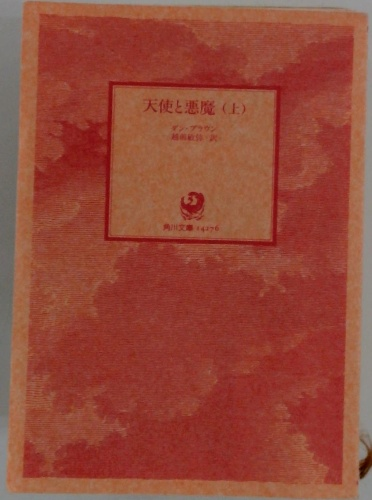 天使と悪魔（上）
ダン・ブラウン
越前敏弥＝訳
角川文庫 14276